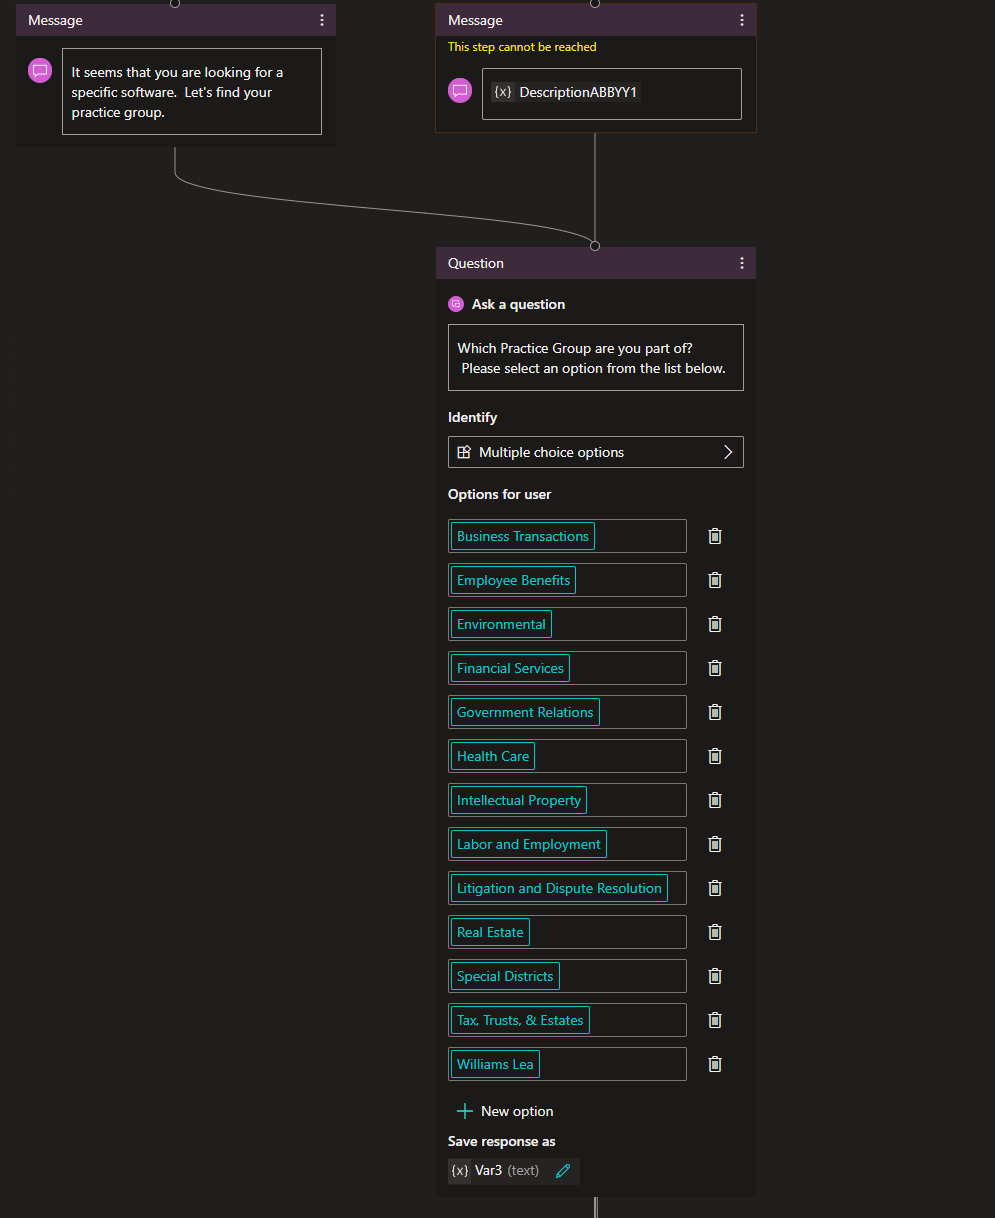 Message
It seems that you are looking for a
specific software.  Let's find your
practice group.
Message
This step cannot be reached
{x} DescriptionABBYY1
Question
Ask a question
Which Practice Group are you part of?
Please select an option from the list below.
Identify
Multiple choice options
Options for user
Business Transactions
Employee Benefits
Environmental
Financial Services
Government Relations
Health Care
Intellectual Property
Labor and Employment
Litigation and Dispute Resolution
Real Estate
Special Districts
Tax, Trusts, & Estates
Williams Lea
New option
Save response as
{x} Var3 (text)